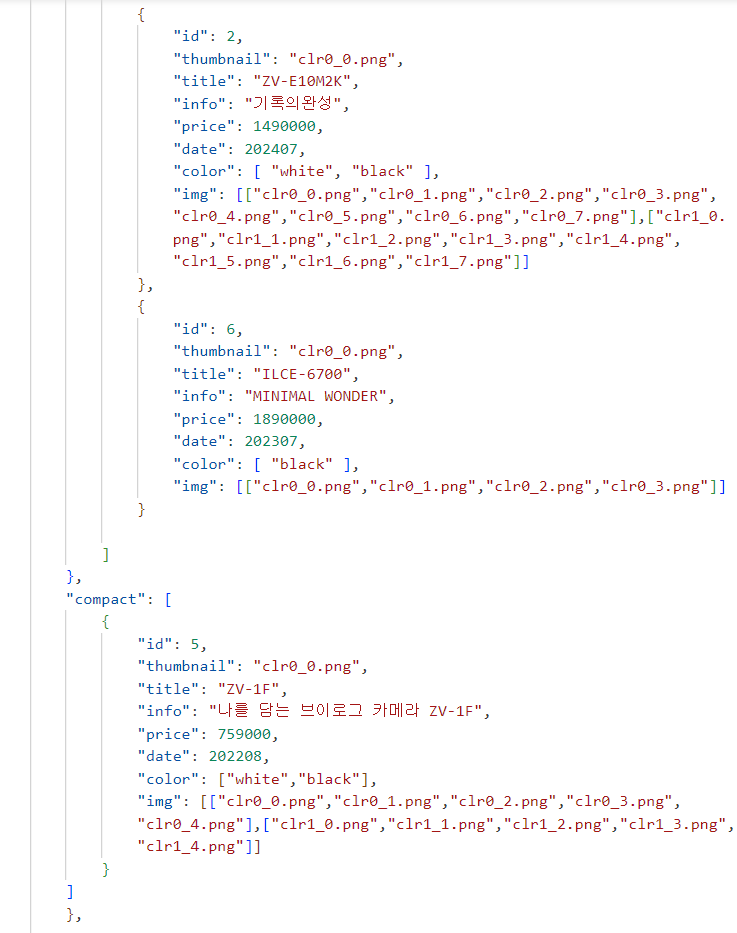 {
"id": 2,
"thumbnail": "clr0_0.png",
"title": "ZV-E10M2K",
"info": "기록의완성",
"price": 1490000,
"date": 202407,
"color": [ "white", "black" ],
"img": [["clr0_0.png","clr0_1.png","clr0_2.png","clr0_3.png",
"clr0_4.png","clr0_5.png","clr0_6.png","clr0_7.png"],["clr1_0.
png","clr1_1.png","clr1_2.png","clr1_3.png","clr1_4.png",
"clr1_5.png","clr1_6.png","clr1_7.png"]]
},
{
"id": 6,
"thumbnail": "clr0_0.png",
"title": "ILCE-6700",
"info": "MINIMAL WONDER",
"price": 1890000,
"date": 202307,
"color": [ "black" ],
"img": [["clr0_0.png","clr0_1.png","clr0_2.png","clr0_3.png"]]
}
]
},
"compact": [
{
"id": 5,
"thumbnail": "clr0_0.png",
"title": "ZV-1F",
"info": "나를 담는 브이로그 카메라 ZV-1F",
"price": 759000,
"date": 202208,
"color": ["white","black"],
"img": [["clr0_0.png","clr0_1.png","clr0_2.png","clr0_3.png",
"clr0_4.png"],["clr1_0.png","clr1_1.png","clr1_2.png","clr1_3.png",
"clr1_4.png"]]
}
]
},